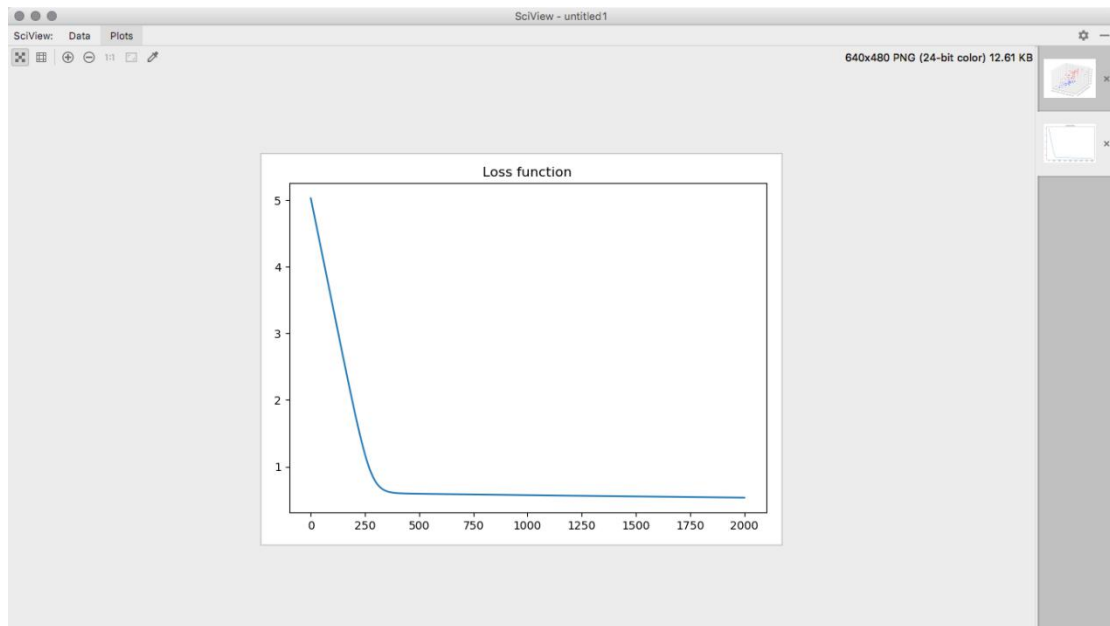 SciView - untitled1
SciView: Data Plots
1:1
640x480 PNG (24-bit color) 12.61 KB
Loss function
5
4
3
2
1
0 250 500 750 1000 1250 1500 1750 2000